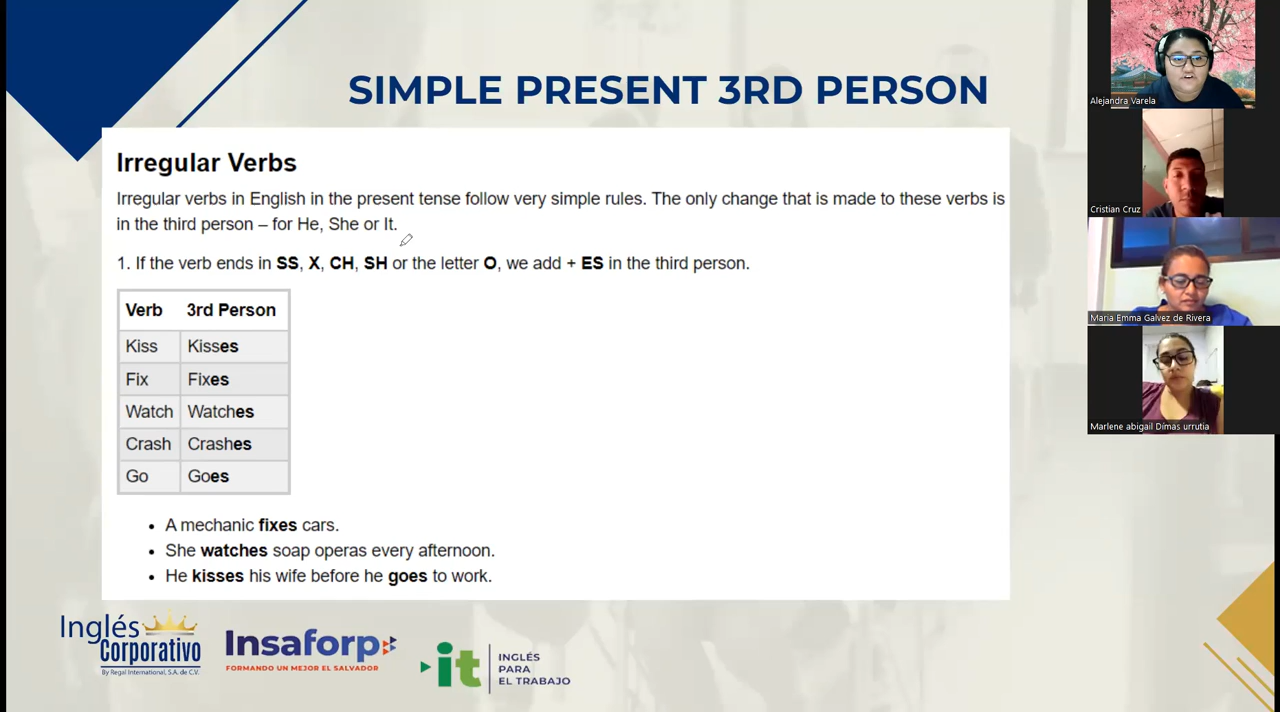 SIMPLE PRESENT 3RD PERSON
Irregular Verbs
Irregular verbs in English in the present tense follow very simple rules. The only change that is made to these verbs is
in the third person – for He, She or It.
1. If the verb ends in SS, X, CH, SH or the letter O, we add + ES in the third person.
Verb 3rd Person
Kiss Kisses
Fix Fixes
Watch Watches
Crash Crashes
Go Goes
• A mechanic fixes cars.
• She watches soap operas every afternoon.
• He kisses his wife before he goes to work.
Inglés
Corporativo
By Regal International, S.A. de C.V.
Insaforp
FORMANDO UN MEJOR EL SALVADOR
it
INGLÉS
PARA
EL TRABAJO
Alejandra Varela
Cristian Cruz
Maria Emma Galvez de Rivera
Marlene abigail Dímas urrutia